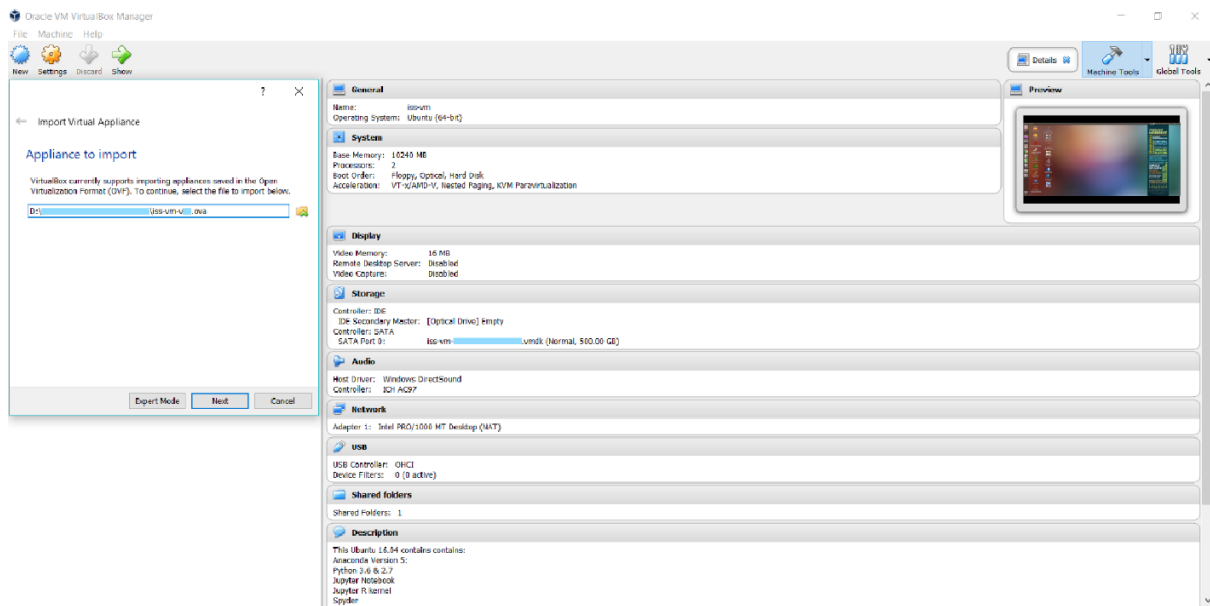 Oracle VM VirtualBox Manager
File Machine Help
New Settings Discard Show
Details
Machine Tools
Global Tools
? ×
← Import Virtual Appliance
Appliance to import
VirtualBox currently supports importing appliances saved in the Open
Virtualization Format (OVF). To continue, select the file to import below.
D:\ \iss-vm-v .ova
Expert Mode Next Cancel
General
Name: iss-vm
Operating System: Ubuntu (64-bit)
System
Base Memory: 10240 MB
Processors: 2
Boot Order: Floppy, Optical, Hard Disk
Acceleration: VT-x/AMD-V, Nested Paging, KVM Paravirtualization
Preview
Display
Video Memory: 16 MB
Remote Desktop Server: Disabled
Video Capture: Disabled
Storage
Controller: IDE
IDE Secondary Master: [Optical Drive] Empty
Controller: SATA
SATA Port 0: iss-vm- .vmdk (Normal, 500.00 GB)
Audio
Host Driver: Windows DirectSound
Controller: ICH AC97
Network
Adapter 1: Intel PRO/1000 MT Desktop (NAT)
USB
USB Controller: OHCI
Device Filters: 0 (0 active)
Shared folders
Shared Folders: 1
Description
This Ubuntu 16.04 contains contains:
Anaconda Version 5:
Python 3.6 & 2.7
Jupyter Notebook
Jupyter R kernel
Spyder